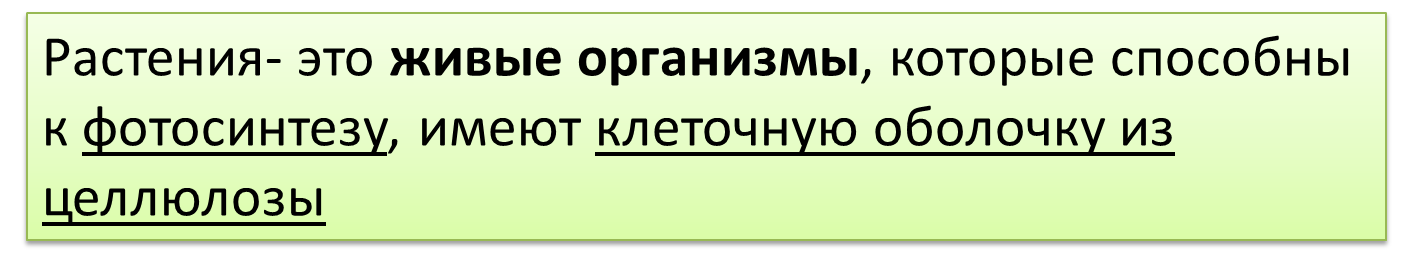 Растения- это живые организмы, которые способны
к фотосинтезу, имеют клеточную оболочку из
целлюлозы